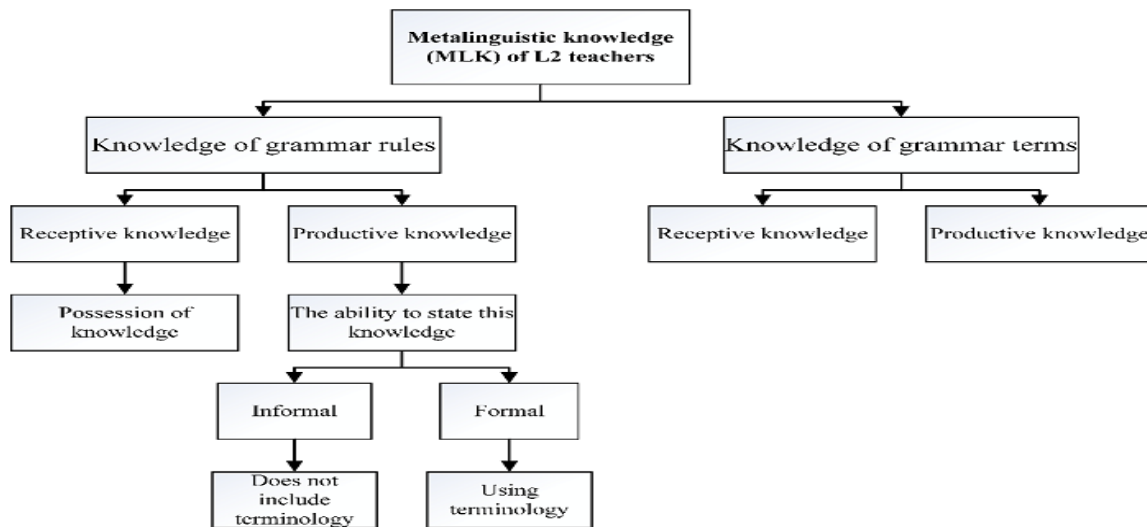 Metalinguistic knowledge
(MLK) of L2 teachers
Knowledge of grammar rules
Knowledge of grammar terms
Receptive knowledge
Productive knowledge
Receptive knowledge
Productive knowledge
Possession of
knowledge
The ability to state this
knowledge
Informal
Formal
Does not
include
terminology
Using
terminology